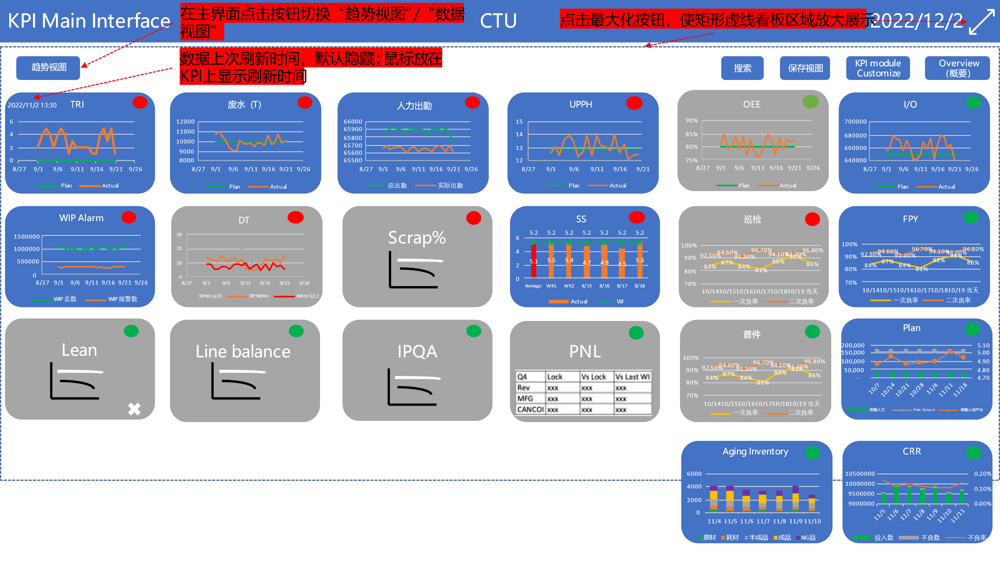 KPI Main Interface
在主界面点击按钮切换“趋势视图”/“数据
视图”
CTU
点击最大化按钮，使矩形虚线看板区域放大展示
2022/12/2
趋势视图
数据上次刷新时间，默认隐藏；鼠标放在
KPI上显示刷新时间
搜索
保存视图
KPI module
Customize
Overview
（概要）
2022/11/2 13:30
TRI
6
4
2
0
8/27 9/1 9/6 9/11 9/16 9/21 9/26
Plan Actual
废水（T）
12000
11000
10000
9000
8000
8/27 9/1 9/6 9/11 9/16 9/21 9/26
Plan Actual
人力出勤
66000
65900
65800
65700
65600
65500
8/27 9/1 9/6 9/11 9/16 9/21 9/26
应出勤 实际出勤
UPPH
15
14
13
12
8/27 9/1 9/6 9/11 9/16 9/21
Plan Actual
OEE
90%
85%
80%
75%
8/27 9/1 9/6 9/11 9/16 9/21 9/26
Plan Actual
I/O
700000
680000
660000
640000
8/27 9/1 9/6 9/11 9/16 9/21 9/26
Plan Actual
WIP Alarm
1500000
1000000
500000
0
8/27 9/1 9/6 9/11 9/16 9/21 9/26
WIP 总数 WIP 报警数
DT
30
20
10
0
8/27 9/1 9/6 9/11 9/16 9/21 9/26
30min 以内 30~60min 60min 以上
Scrap%
SS
5.2 5.2 5.2 5.2 5.2 5.2 5.2
6
4
2
0
5.1 5.5 5.4 4.7 4.9 4.5 5.6
Average WK1 WK2 8/15 8/16 8/17 8/18
Actual WI
巡检
100%
90%
80%
70%
92.50% 94.60% 91.30% 96.70% 94.10% 93.70% 96.80%
84% 87% 84% 81% 88% 91% 86%
10/14 10/15 10/16 10/17 10/18 10/19 当天
一次良率 二次良率
FPY
100%
90%
80%
70%
92.50% 94.60% 91.30% 96.70% 94.10% 93.70% 96.80%
84% 87% 84% 81% 88% 91% 86%
10/14 10/15 10/16 10/17 10/18 10/19 当天
一次良率 二次良率
Lean
Line balance
IPQA
PNL
Q4 Lock Vs Lock Vs Last WI
Rev xxx xxx xxx
MFG xxx xxx xxx
CANCOI xxx xxx xxx
首件
100%
90%
80%
70%
92.50% 94.60% 91.30% 96.70% 94.10% 93.70% 96.80%
84% 87% 84% 81% 88% 91% 86%
10/14 10/15 10/16 10/17 10/18 10/19 当天
一次良率 二次良率
Plan
200,000
150,000
100,000
50,000
-
5.10
5.00
4.90
4.80
4.70
10/7 10/14 10/21 10/28 11/4 11/11 11/18
标配人力 Plan Output 标配人均产出
Aging Inventory
6000
4000
2000
0
11/4 11/5 11/6 11/7 11/8 11/9 11/10
原材 耗材 半成品 成品 NG品
CRR
10500000
10000000
9500000
9000000
0.20%
0.10%
0.00%
11/5 11/6 11/7 11/8 11/9 11/10 11/11
投入数 不良数 不良率